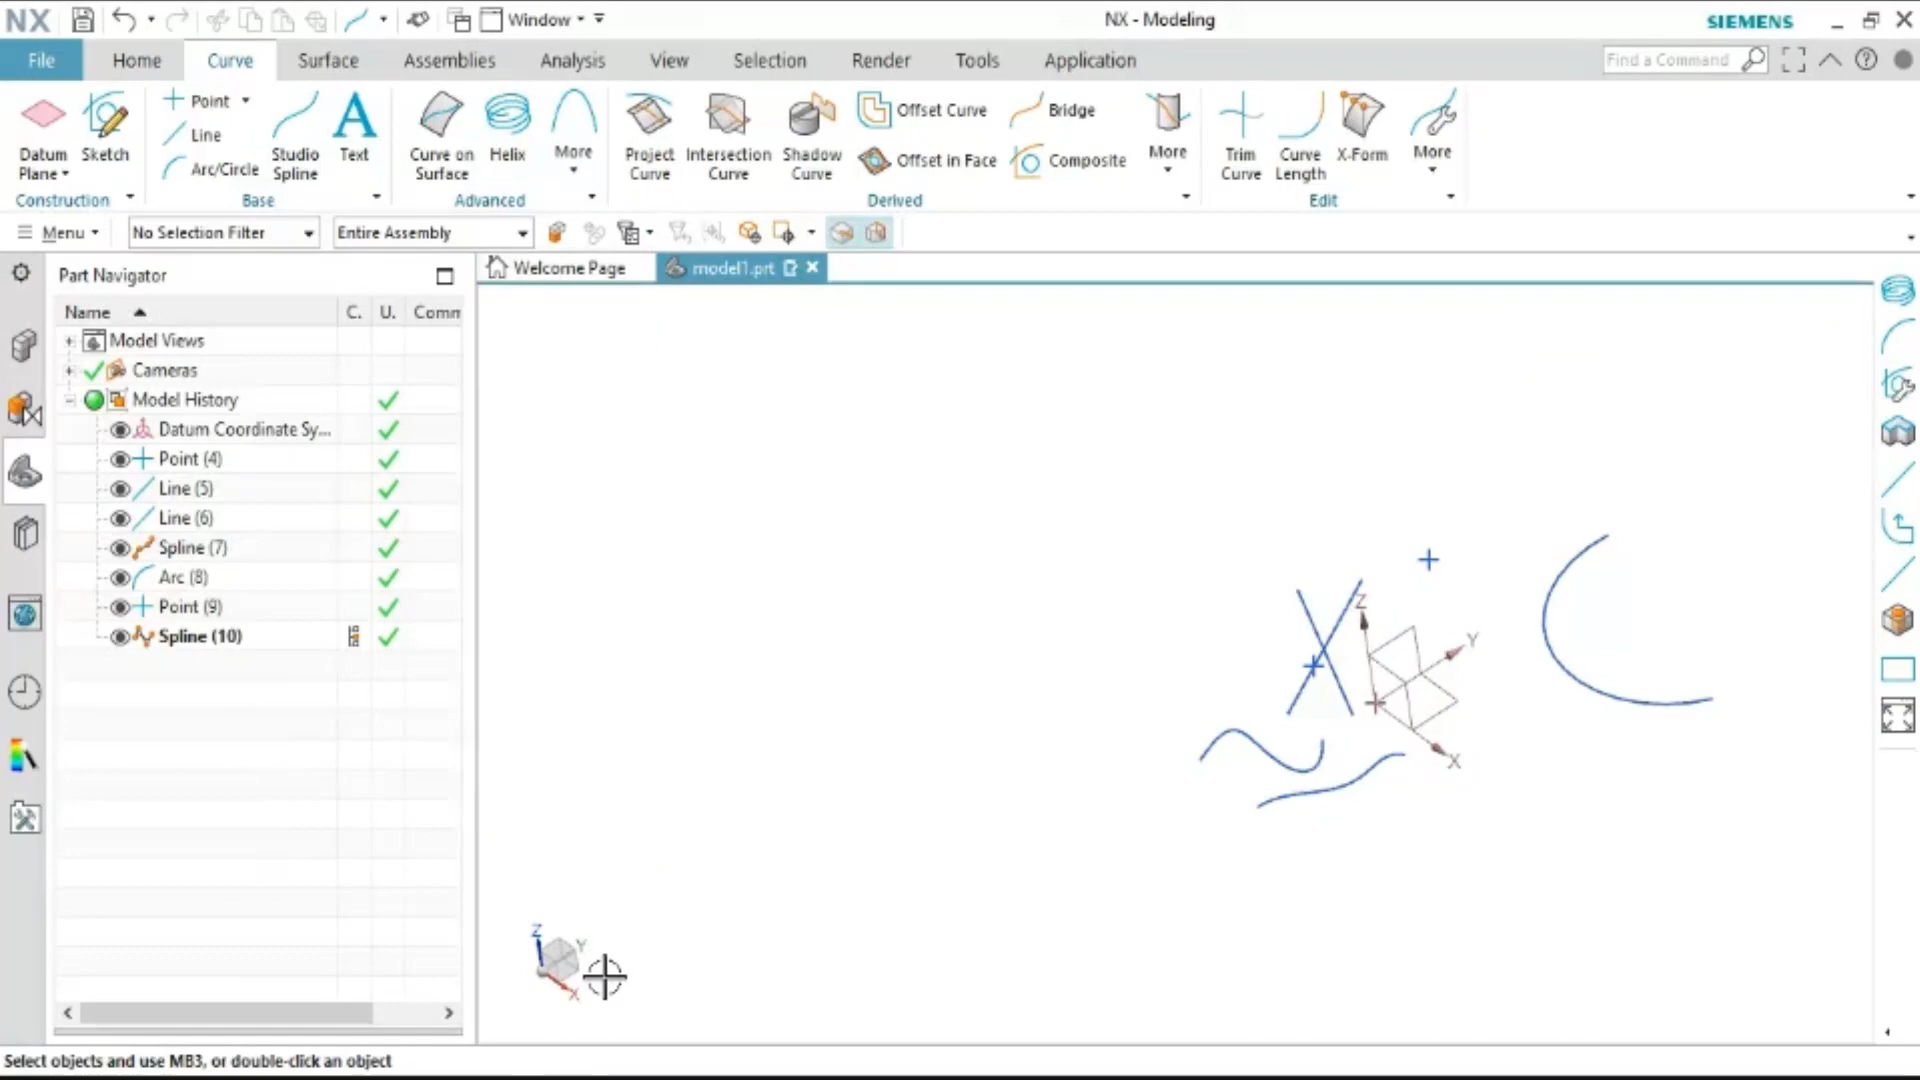 NX
Window
NX - Modeling
SIEMENS
File
Home
Curve
Surface
Assemblies
Analysis
View
Selection
Render
Tools
Application
Find a Command
Datum Plane
Sketch
Construction
Point
Line
Arc/Circle
Studio Spline
Text
Base
Curve on Surface
Helix
More
Advanced
Project Curve
Intersection Curve
Shadow Curve
Offset Curve
Offset in Face
Bridge
Composite
More
Derived
Trim Curve
Curve Length
X-Form
More
Edit
Menu
No Selection Filter
Entire Assembly
Part Navigator
Welcome Page
model1.prt
Name
C.
U.
Comm
Model Views
Cameras
Model History
Datum Coordinate Sy...
Point (4)
Line (5)
Line (6)
Spline (7)
Arc (8)
Point (9)
Spline (10)
Z
Y
X
Z
Y
X
Select objects and use MB3, or double-click an object